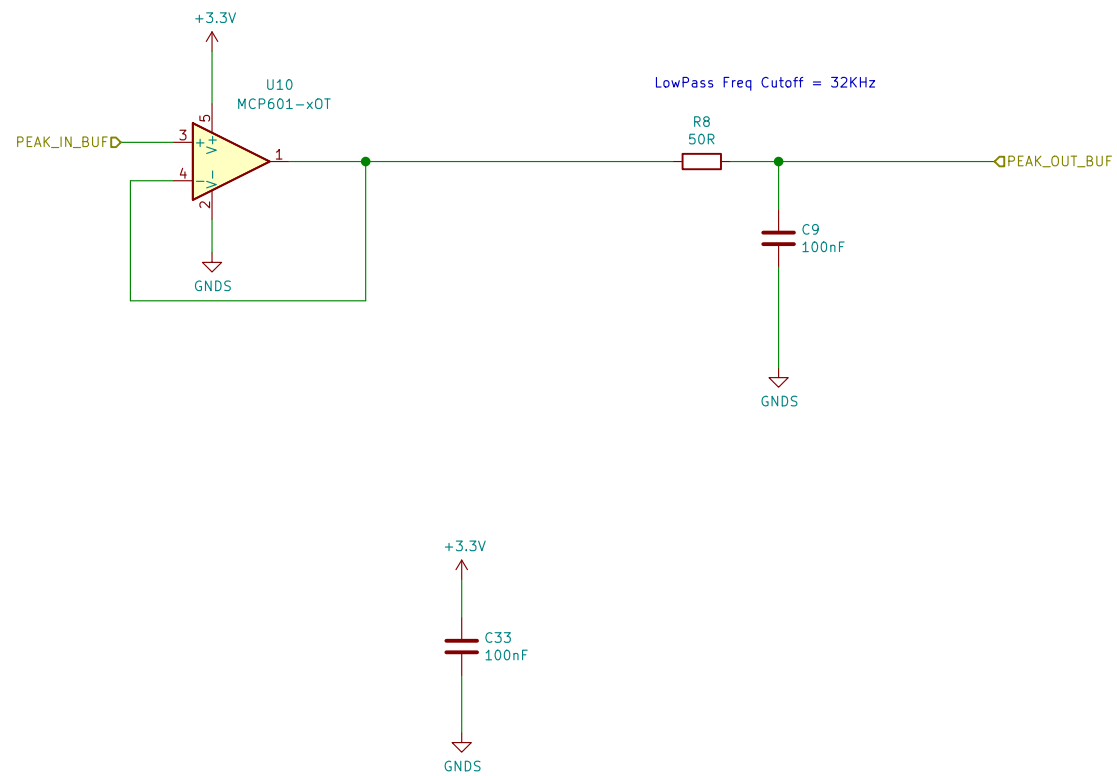 +3.3V
U10
MCP601-xOT
LowPass Freq Cutoff = 32KHz
R8
50R
PEAK_IN_BUF
3
5
+
V+
1
4
-
V-
2
PEAK_OUT_BUF
C9
100nF
GNDS
GNDS
+3.3V
C33
100nF
GNDS